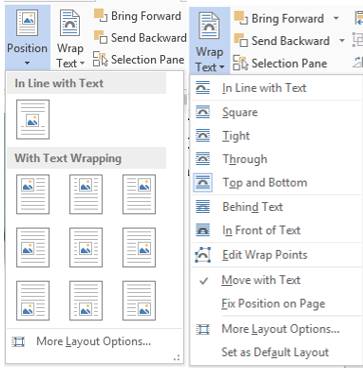 Position
Wrap
Text
Bring Forward
Send Backward
Selection Pane
In Line with Text
With Text Wrapping
More Layout Options...
Wrap
Text
Bring Forward
Send Backward
Selection Pane
In Line with Text
Square
Tight
Through
Top and Bottom
Behind Text
In Front of Text
Edit Wrap Points
Move with Text
Fix Position on Page
More Layout Options...
Set as Default Layout